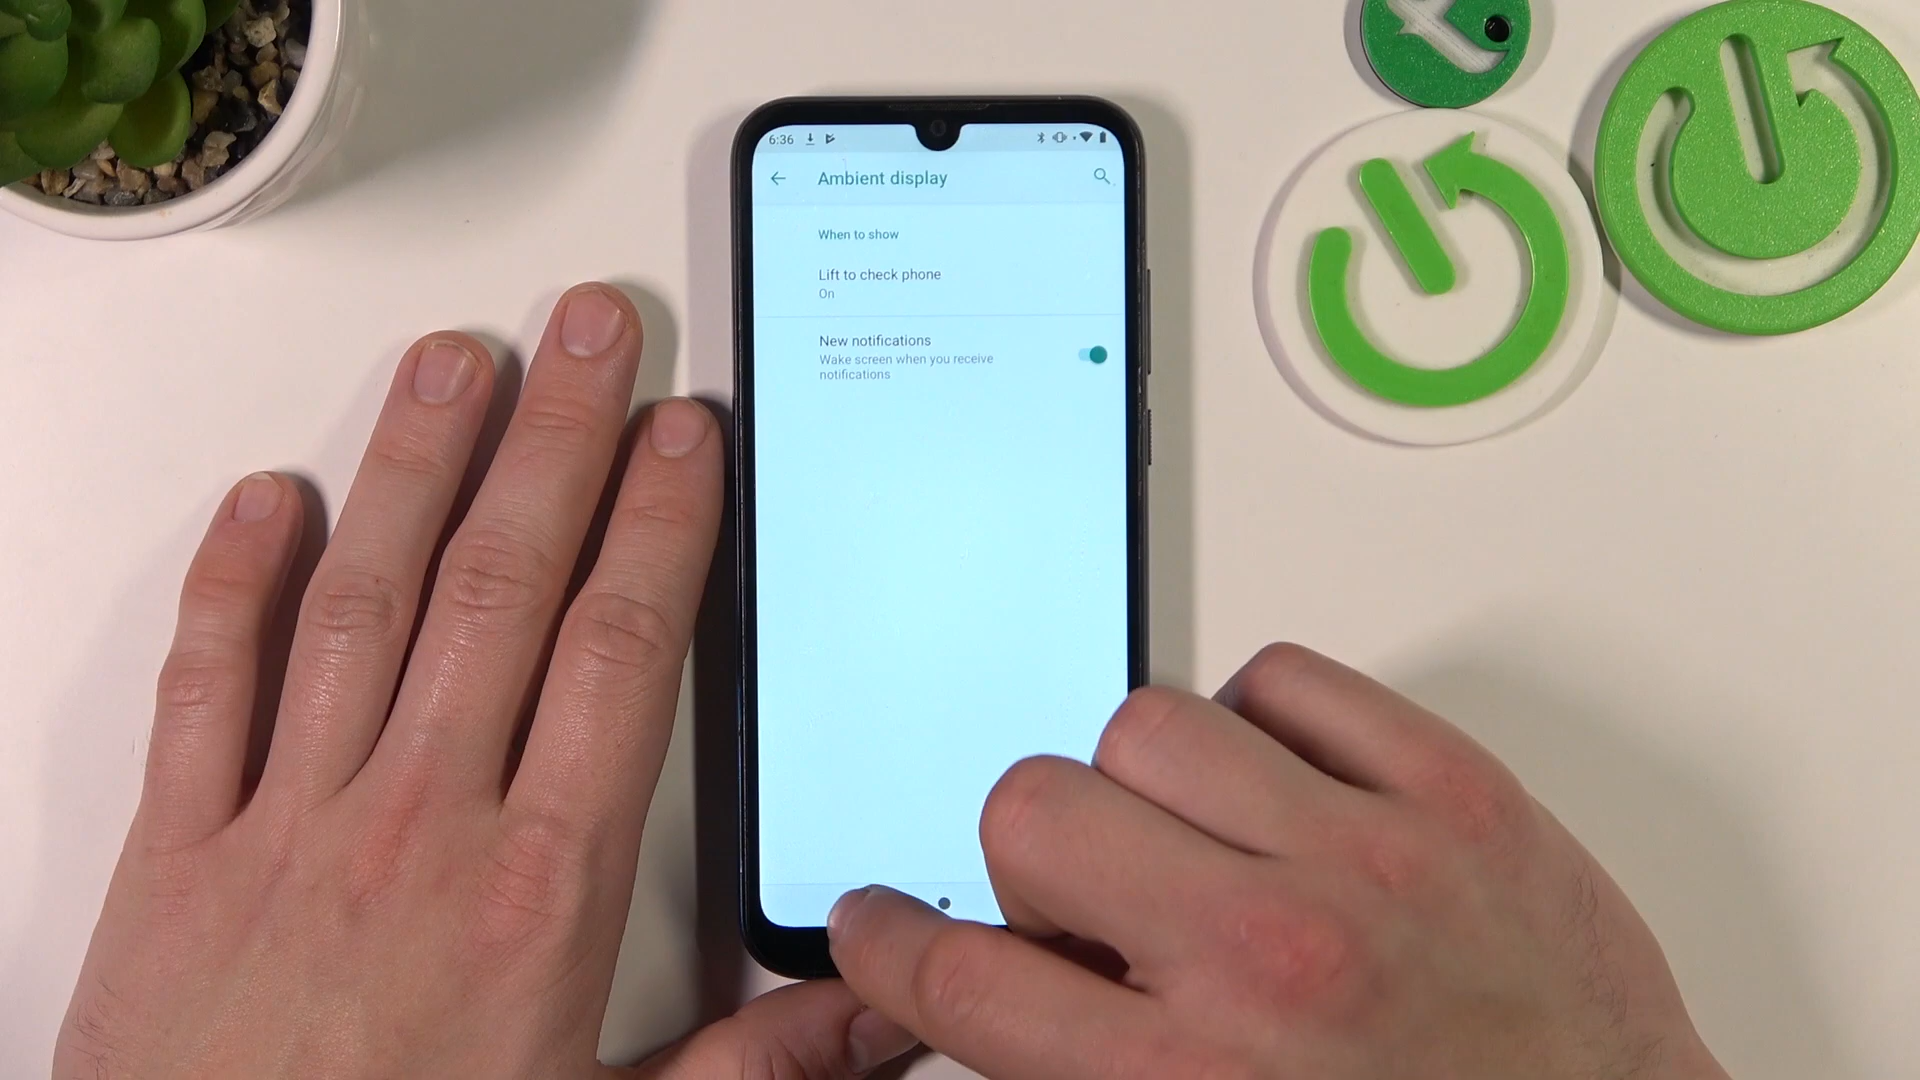 6:36
Ambient display
When to show
Lift to check phone
On
New notifications
Wake screen when you receive
notifications